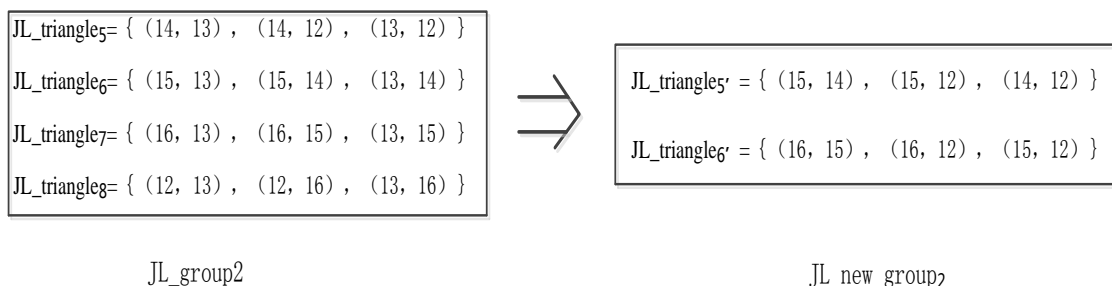 JL_triangle5= { (14, 13) , (14, 12) , (13, 12) }
JL_triangle6= { (15, 13) , (15, 14) , (13, 14) }
JL_triangle7= { (16, 13) , (16, 15) , (13, 15) }
JL_triangle8= { (12, 13) , (12, 16) , (13, 16) }
JL_group2
JL_triangle5′ = { (15, 14) , (15, 12) , (14, 12) }
JL_triangle6′ = { (16, 15) , (16, 12) , (15, 12) }
JL new group2